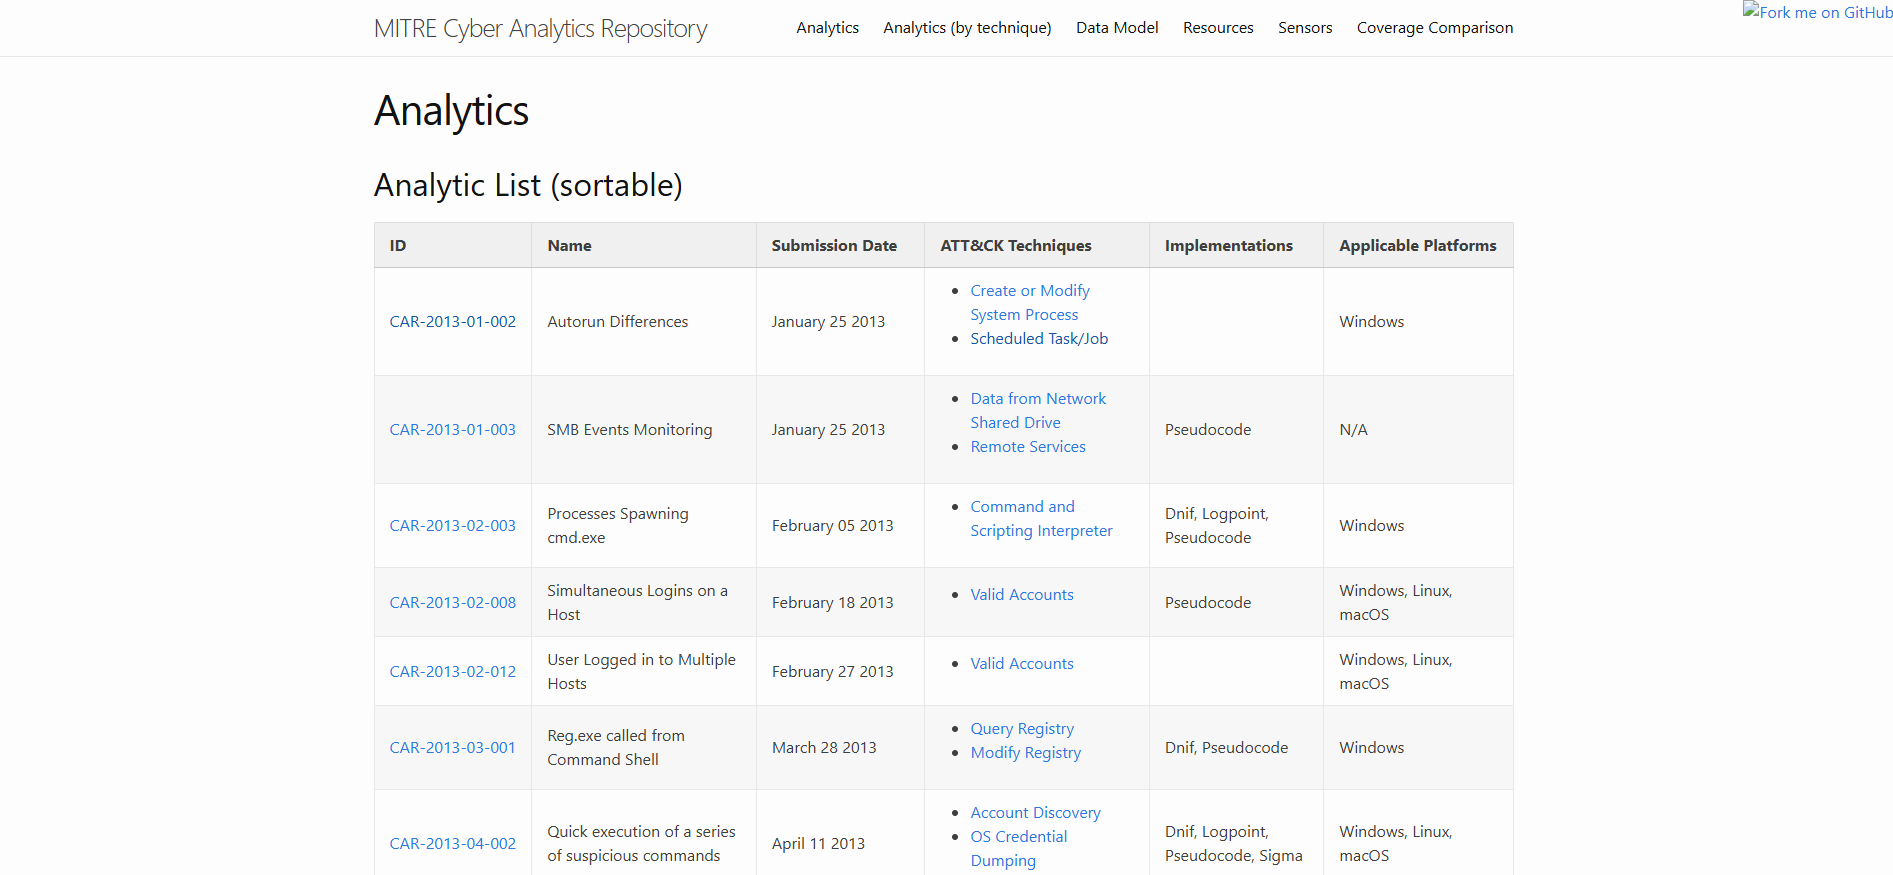 MITRE Cyber Analytics Repository
Analytics
Analytics (by technique)
Data Model
Resources
Sensors
Coverage Comparison
Fork me on GitHub
Analytics
Analytic List (sortable)
ID
Name
Submission Date
ATT&CK Techniques
Implementations
Applicable Platforms
CAR-2013-01-002
Autorun Differences
January 25 2013
Create or Modify
System Process
Scheduled Task/Job
Windows
CAR-2013-01-003
SMB Events Monitoring
January 25 2013
Data from Network
Shared Drive
Remote Services
Pseudocode
N/A
CAR-2013-02-003
Processes Spawning
cmd.exe
February 05 2013
Command and
Scripting Interpreter
Dnif, Logpoint,
Pseudocode
Windows
CAR-2013-02-008
Simultaneous Logins on a
Host
February 18 2013
Valid Accounts
Pseudocode
Windows, Linux,
macOS
CAR-2013-02-012
User Logged in to Multiple
Hosts
February 27 2013
Valid Accounts
Windows, Linux,
macOS
CAR-2013-03-001
Reg.exe called from
Command Shell
March 28 2013
Query Registry
Modify Registry
Dnif, Pseudocode
Windows
CAR-2013-04-002
Quick execution of a series
of suspicious commands
April 11 2013
Account Discovery
OS Credential
Dumping
Dnif, Logpoint,
Pseudocode, Sigma
Windows, Linux,
macOS